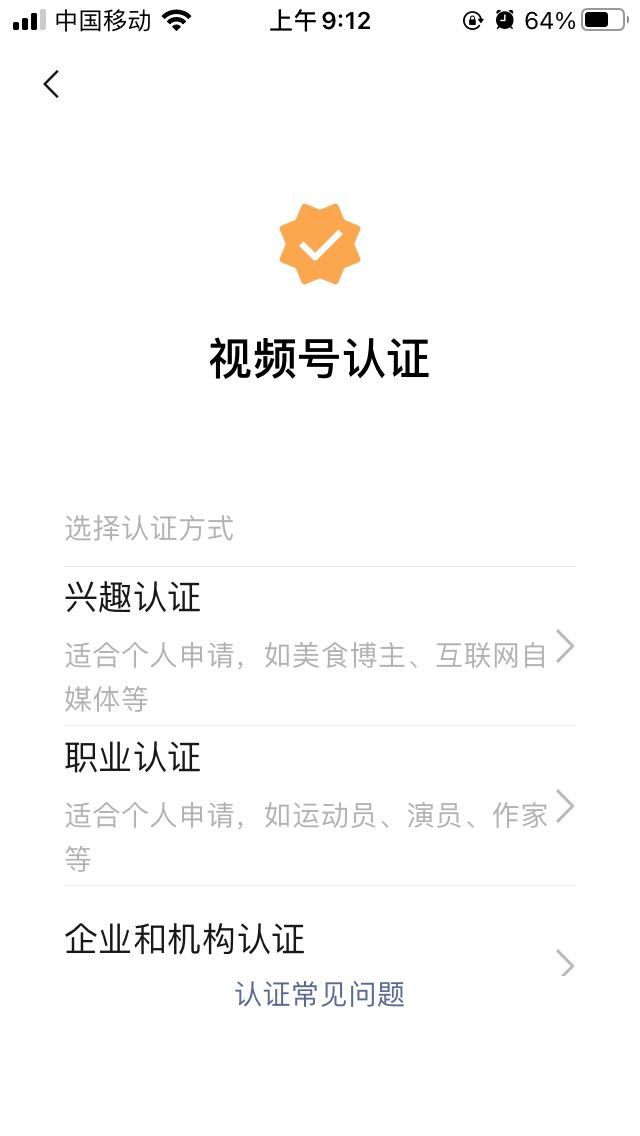 中国移动 上午9:12 64%
视频号认证
选择认证方式
兴趣认证
适合个人申请，如美食博主、互联网自
媒体等
职业认证
适合个人申请，如运动员、演员、作家
等
企业和机构认证
认证常见问题